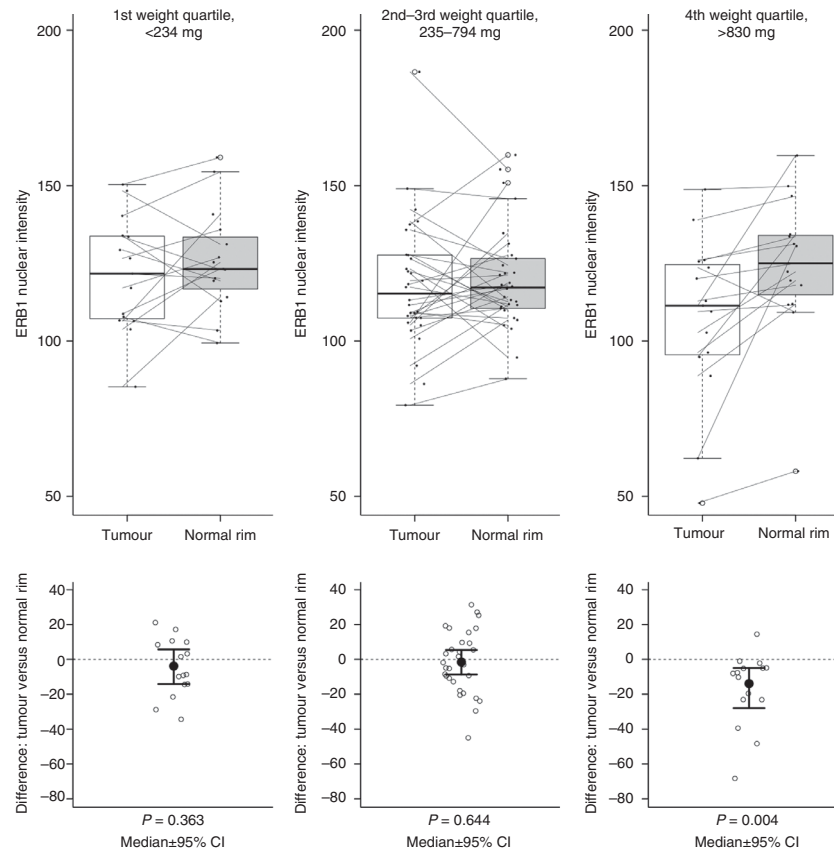 1st weight quartile,
<234 mg
200
150
100
50
ERB1 nuclear intensity
Tumour
Normal rim
2nd–3rd weight quartile,
235–794 mg
200
150
100
50
ERB1 nuclear intensity
Tumour
Normal rim
4th weight quartile,
>830 mg
200
150
100
50
ERB1 nuclear intensity
Tumour
Normal rim
40
20
0
−20
−40
−60
−80
Difference: tumour versus normal rim
P = 0.363
Median±95% CI
40
20
0
−20
−40
−60
−80
Difference: tumour versus normal rim
P = 0.644
Median±95% CI
40
20
0
−20
−40
−60
−80
Difference: tumour versus normal rim
P = 0.004
Median±95% CI